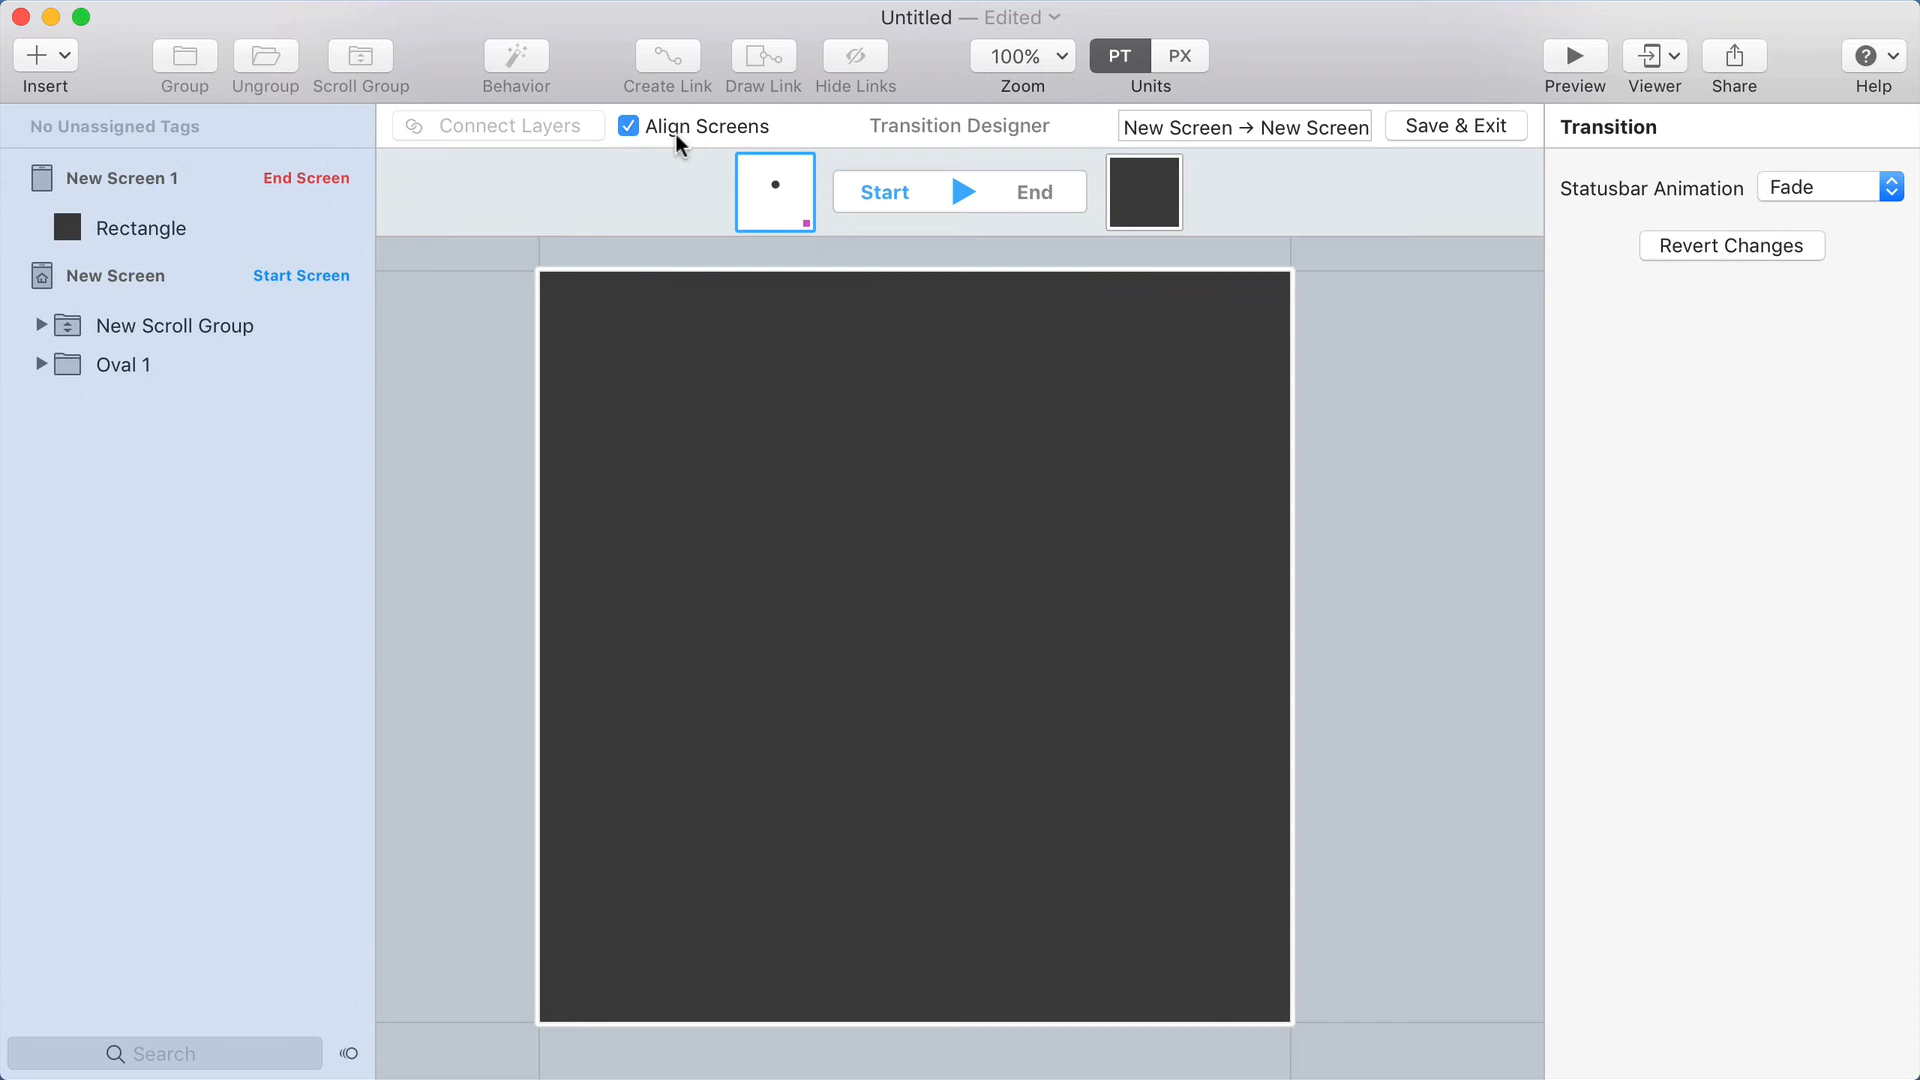 Untitled — Edited
Insert
Group
Ungroup
Scroll Group
Behavior
Create Link
Draw Link
Hide Links
100%
Zoom
PT
PX
Units
Preview
Viewer
Share
?
Help
No Unassigned Tags
Connect Layers
Align Screens
Transition Designer
New Screen → New Screen
Save & Exit
Transition
New Screen 1
End Screen
Start
End
Statusbar Animation
Fade
Rectangle
Revert Changes
New Screen
Start Screen
New Scroll Group
Oval 1
Search